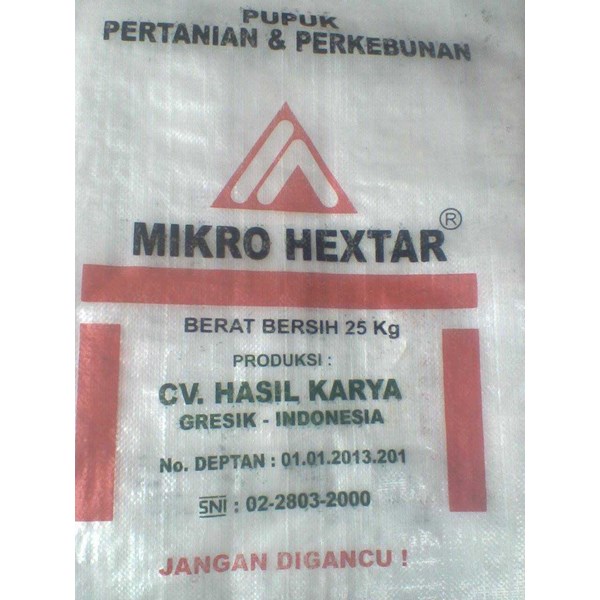 PUPUK
PERTANIAN & PERKEBUNAN
MIKRO HEXTAR ®
BERAT BERSIH 25 Kg
PRODUKSI :
CV. HASIL KARYA
GRESIK - INDONESIA
No. DEPTAN : 01.01.2013.201
SNI : 02-2803-2000
JANGAN DIGANCU !